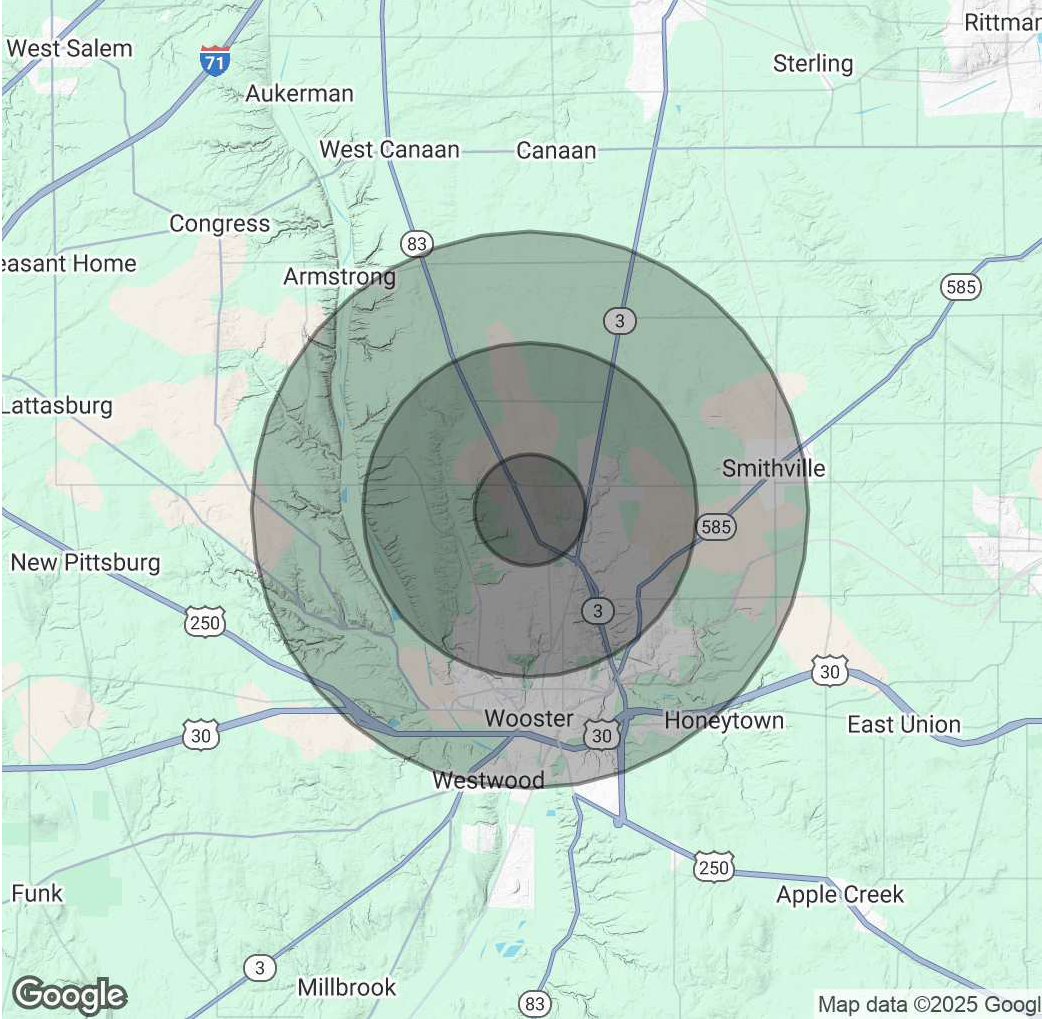 Rittmar
West Salem
Sterling
71
Aukerman
West Canaan
Canaan
Congress
83
easant Home
Armstrong
585
3
Lattasburg
Smithville
585
New Pittsburg
250
3
30
Wooster
Honeytown
East Union
30
30
Westwood
250
Funk
Apple Creek
3
Millbrook
83
Google
Map data ©2025 Googl